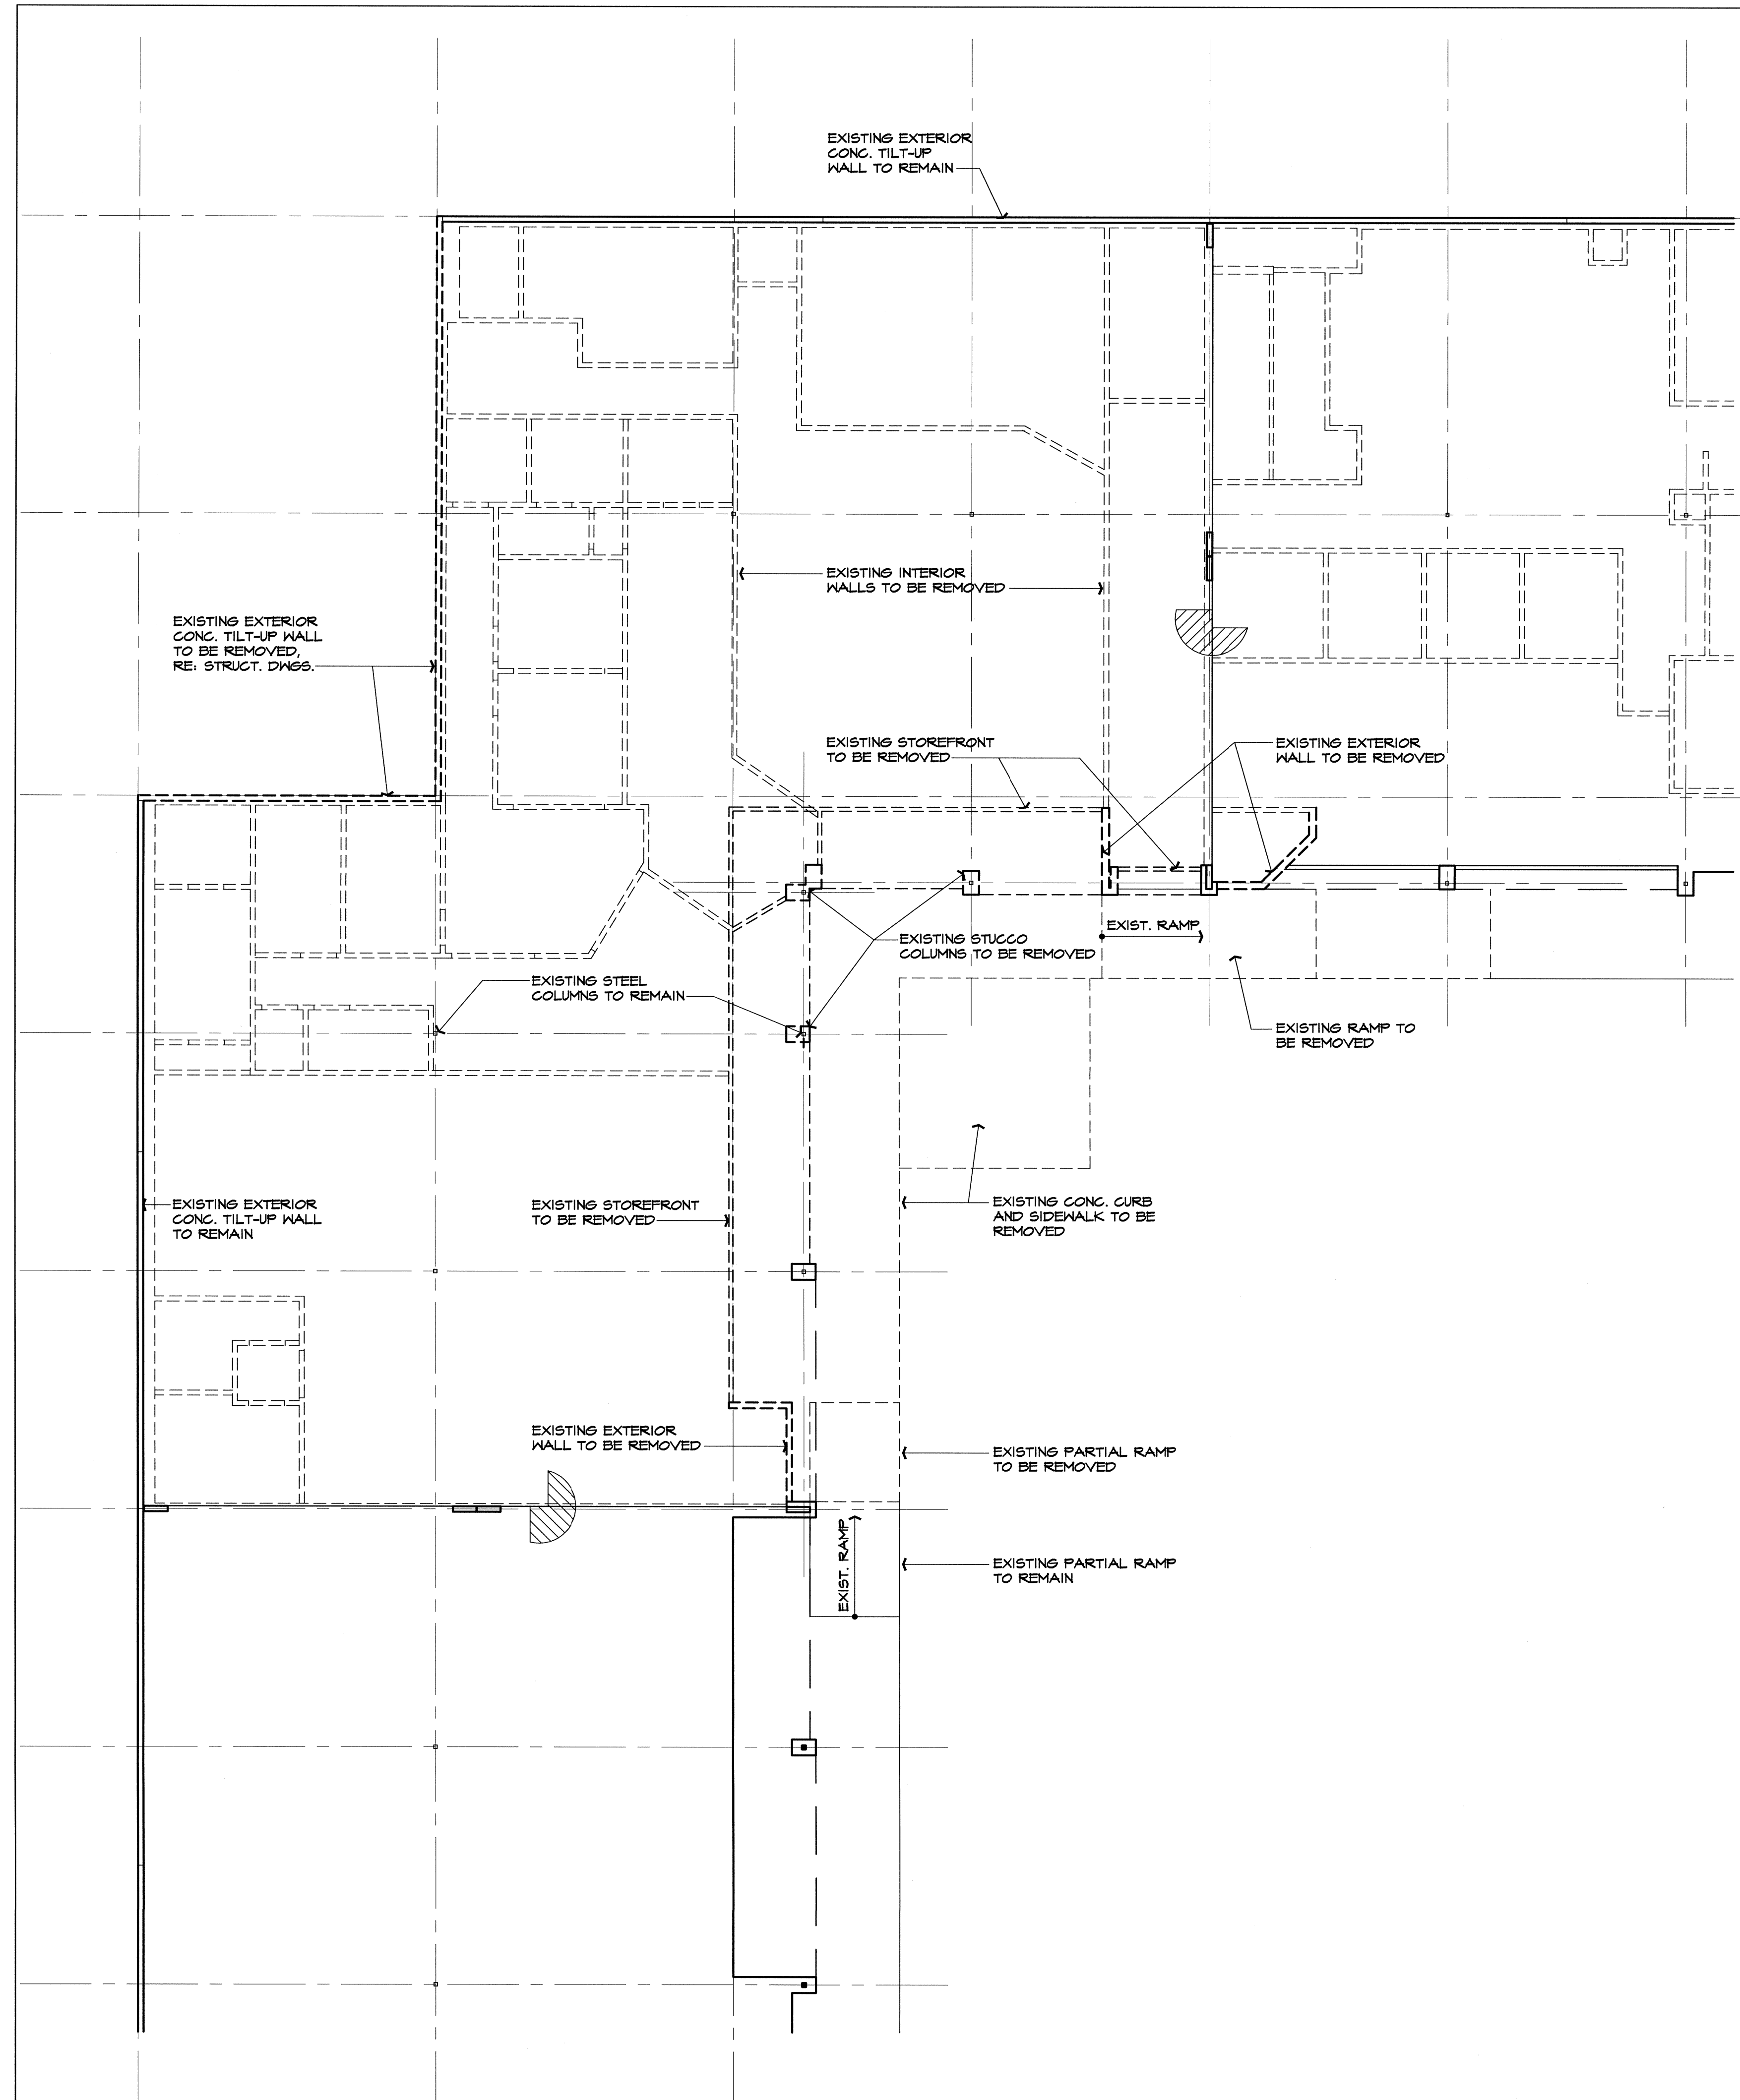 EXISTING EXTERIOR
CONC. TILT-UP
WALL TO REMAIN
EXISTING INTERIOR
WALLS TO BE REMOVED
EXISTING EXTERIOR
CONC. TILT-UP WALL
TO BE REMOVED,
RE: STRUCT. DWGS.
EXISTING STOREFRONT
TO BE REMOVED
EXISTING EXTERIOR
WALL TO BE REMOVED
EXIST. RAMP
EXISTING STUCCO
COLUMNS TO BE REMOVED
EXISTING STEEL
COLUMNS TO REMAIN
EXISTING RAMP TO
BE REMOVED
EXISTING EXTERIOR
CONC. TILT-UP WALL
TO REMAIN
EXISTING STOREFRONT
TO BE REMOVED
EXISTING CONC. CURB
AND SIDEWALK TO BE
REMOVED
EXISTING EXTERIOR
WALL TO BE REMOVED
EXISTING PARTIAL RAMP
TO BE REMOVED
EXIST. RAMP
EXISTING PARTIAL RAMP
TO REMAIN